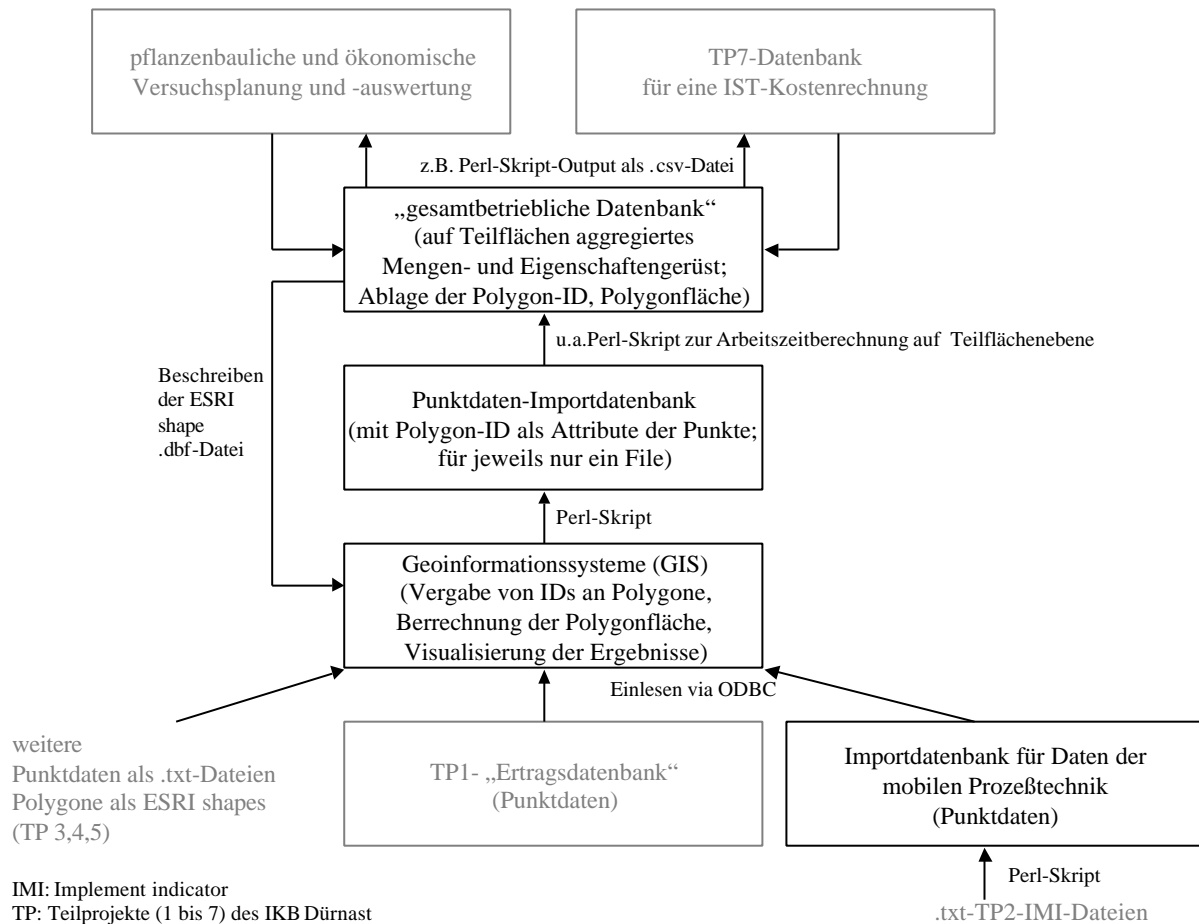 pflanzenbauliche und ökonomische
Versuchsplanung und -auswertung
TP7-Datenbank
für eine IST-Kostenrechnung
z.B. Perl-Skript-Output als .csv-Datei
„gesamtbetriebliche Datenbank“
(auf Teilflächen aggregiertes
Mengen- und Eigenschaftengerüst;
Ablage der Polygon-ID, Polygonfläche)
u.a.Perl-Skript zur Arbeitszeitberechnung auf Teilflächenebene
Beschreiben
der ESRI
shape
.dbf-Datei
Punktdaten-Importdatenbank
(mit Polygon-ID als Attribute der Punkte;
für jeweils nur ein File)
Perl-Skript
Geoinformationssysteme (GIS)
(Vergabe von IDs an Polygone,
Berrechnung der Polygonfläche,
Visualisierung der Ergebnisse)
Einlesen via ODBC
weitere
Punktdaten als .txt-Dateien
Polygone als ESRI shapes
(TP 3,4,5)
TP1- „Ertragsdatenbank“
(Punktdaten)
Importdatenbank für Daten der
mobilen Prozeßtechnik
(Punktdaten)
Perl-Skript
.txt-TP2-IMI-Dateien
IMI: Implement indicator
TP: Teilprojekte (1 bis 7) des IKB Dürnast